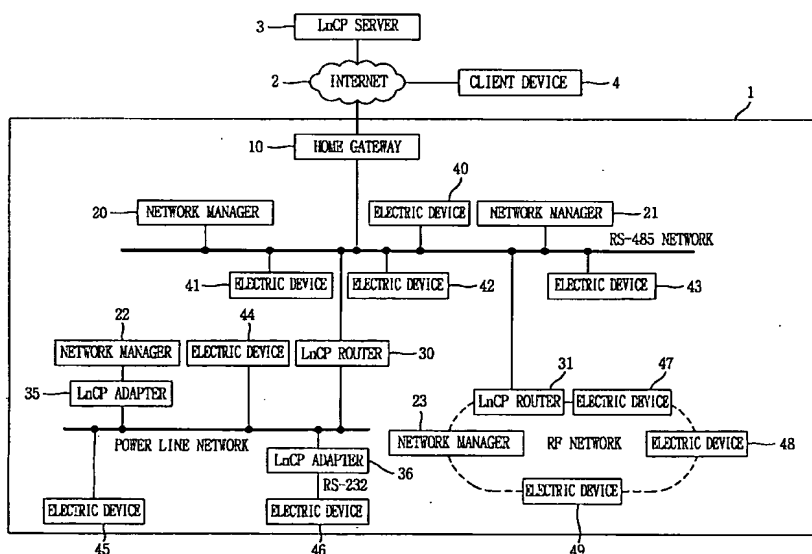 3
LnCP SERVER
2
INTERNET
CLIENT DEVICE
4
1
10
HOME GATEWAY
40
20
NETWORK MANAGER
ELECTRIC DEVICE
NETWORK MANAGER
21
RS-485 NETWORK
41
ELECTRIC DEVICE
ELECTRIC DEVICE
42
ELECTRIC DEVICE
43
22
44
NETWORK MANAGER
ELECTRIC DEVICE
LnCP ROUTER
30
35
LnCP ADAPTER
31
47
LnCP ROUTER
ELECTRIC DEVICE
23
NETWORK MANAGER
RF NETWORK
ELECTRIC DEVICE
48
POWER LINE NETWORK
LnCP ADAPTER
36
RS-232
ELECTRIC DEVICE
49
ELECTRIC DEVICE
45
ELECTRIC DEVICE
46